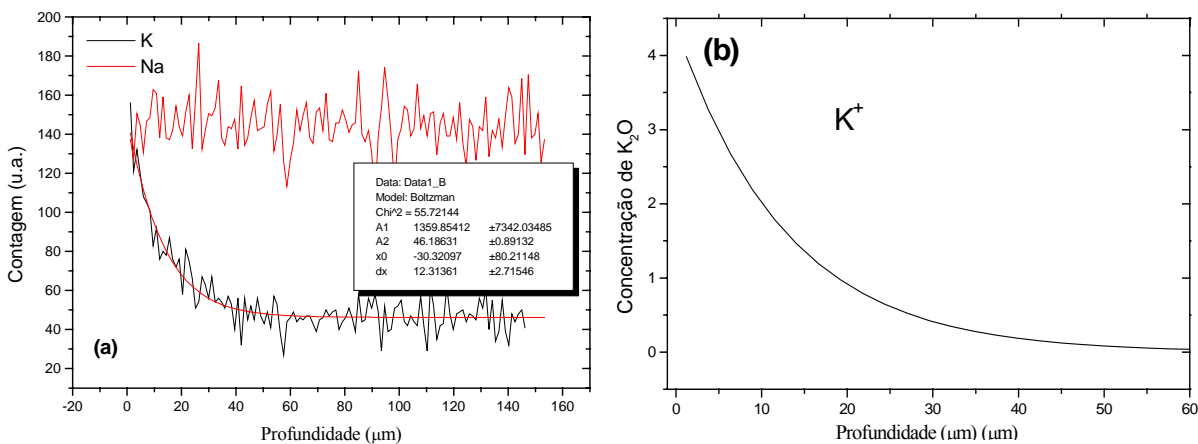 K
Na
200
180
160
140
120
100
80
60
40
20
Contagem (u.a.)
Data: Data1_B
Model: Boltzman
Chi^2 = 55.72144
A1 1359.85412 ±7342.03485
A2 46.18631 ±0.89132
x0 -30.32097 ±80.21148
dx 12.31361 ±2.71546
(a)
-20 0 20 40 60 80 100 120 140 160
Profundidade (μm)
(b)
K+
4
3
2
1
0
Concentração de K2O
0 10 20 30 40 50 60
Profundidade (μm) (μm)